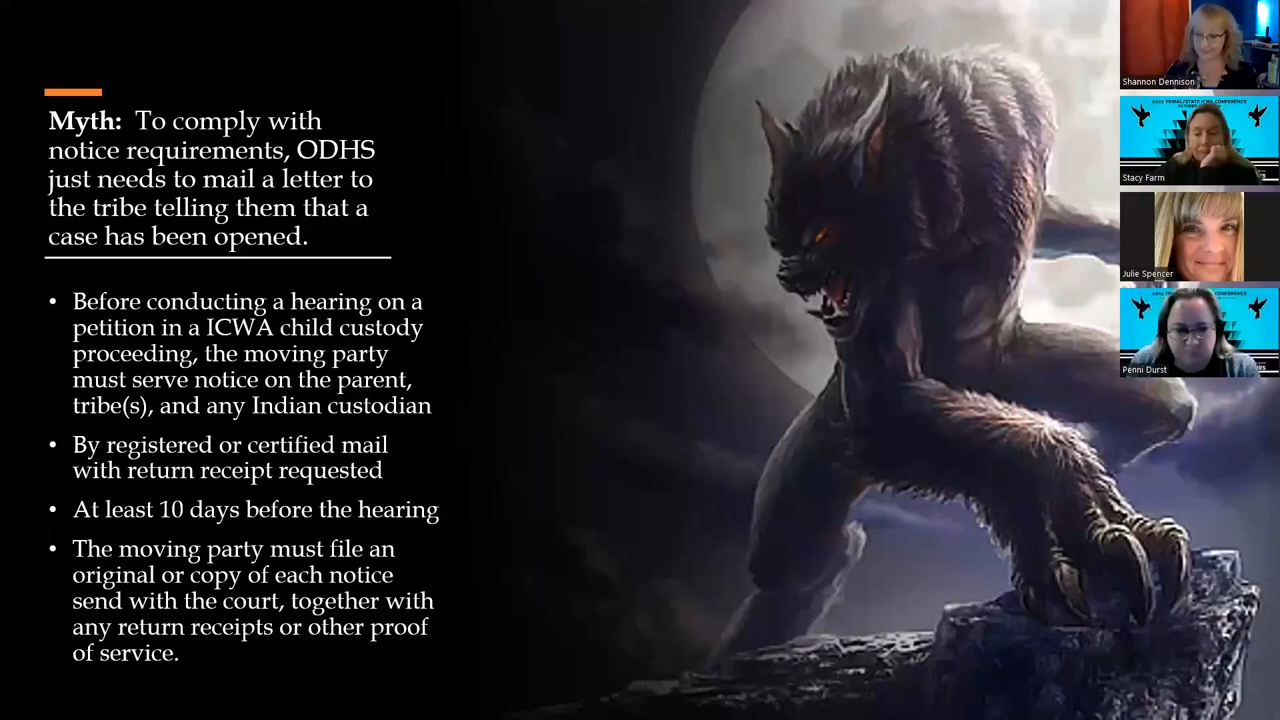 Myth: To comply with
notice requirements, ODHS
just needs to mail a letter to
the tribe telling them that a
case has been opened.
• Before conducting a hearing on a
petition in a ICWA child custody
proceeding, the moving party
must serve notice on the parent,
tribe(s), and any Indian custodian
• By registered or certified mail
with return receipt requested
• At least 10 days before the hearing
• The moving party must file an
original or copy of each notice
send with the court, together with
any return receipts or other proof
of service.
Shannon Dennison
2022 TRIBAL/STATE ICWA CONFERENCE
Stacy Farm
Julie Spencer
Penni Durst